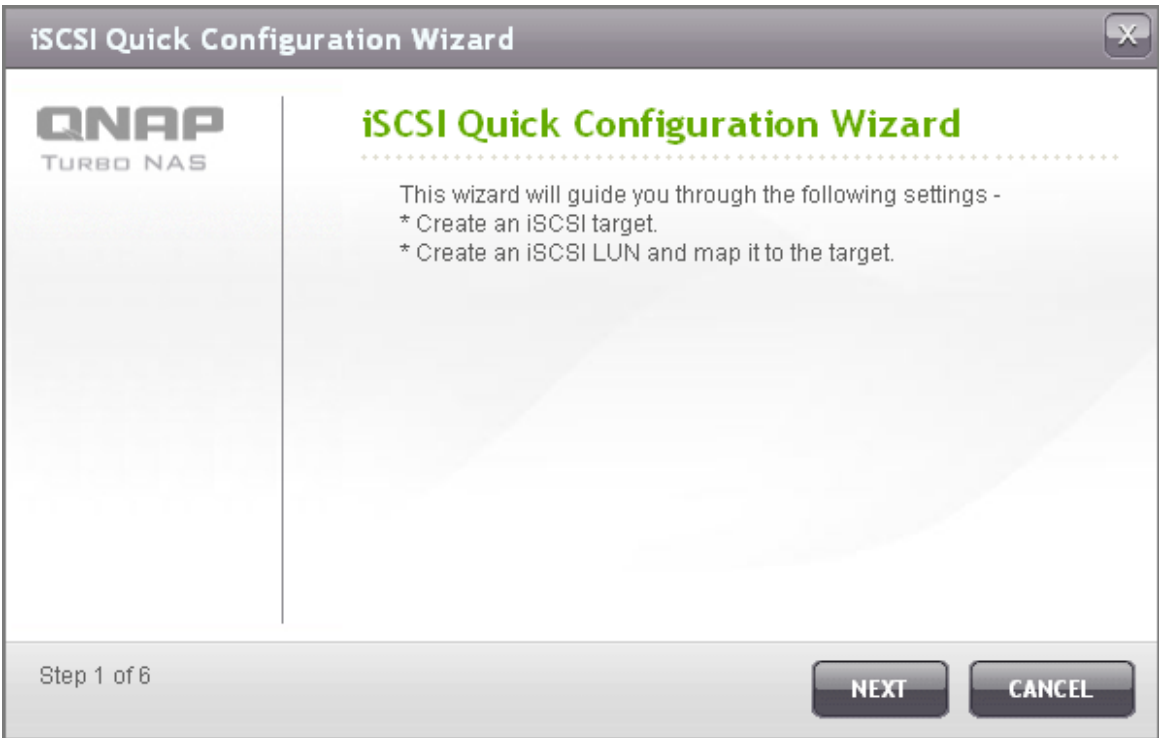 iSCSI Quick Configuration Wizard
X
QNAP
TURBO NAS
iSCSI Quick Configuration Wizard
This wizard will guide you through the following settings -
* Create an iSCSI target.
* Create an iSCSI LUN and map it to the target.
Step 1 of 6
NEXT
CANCEL